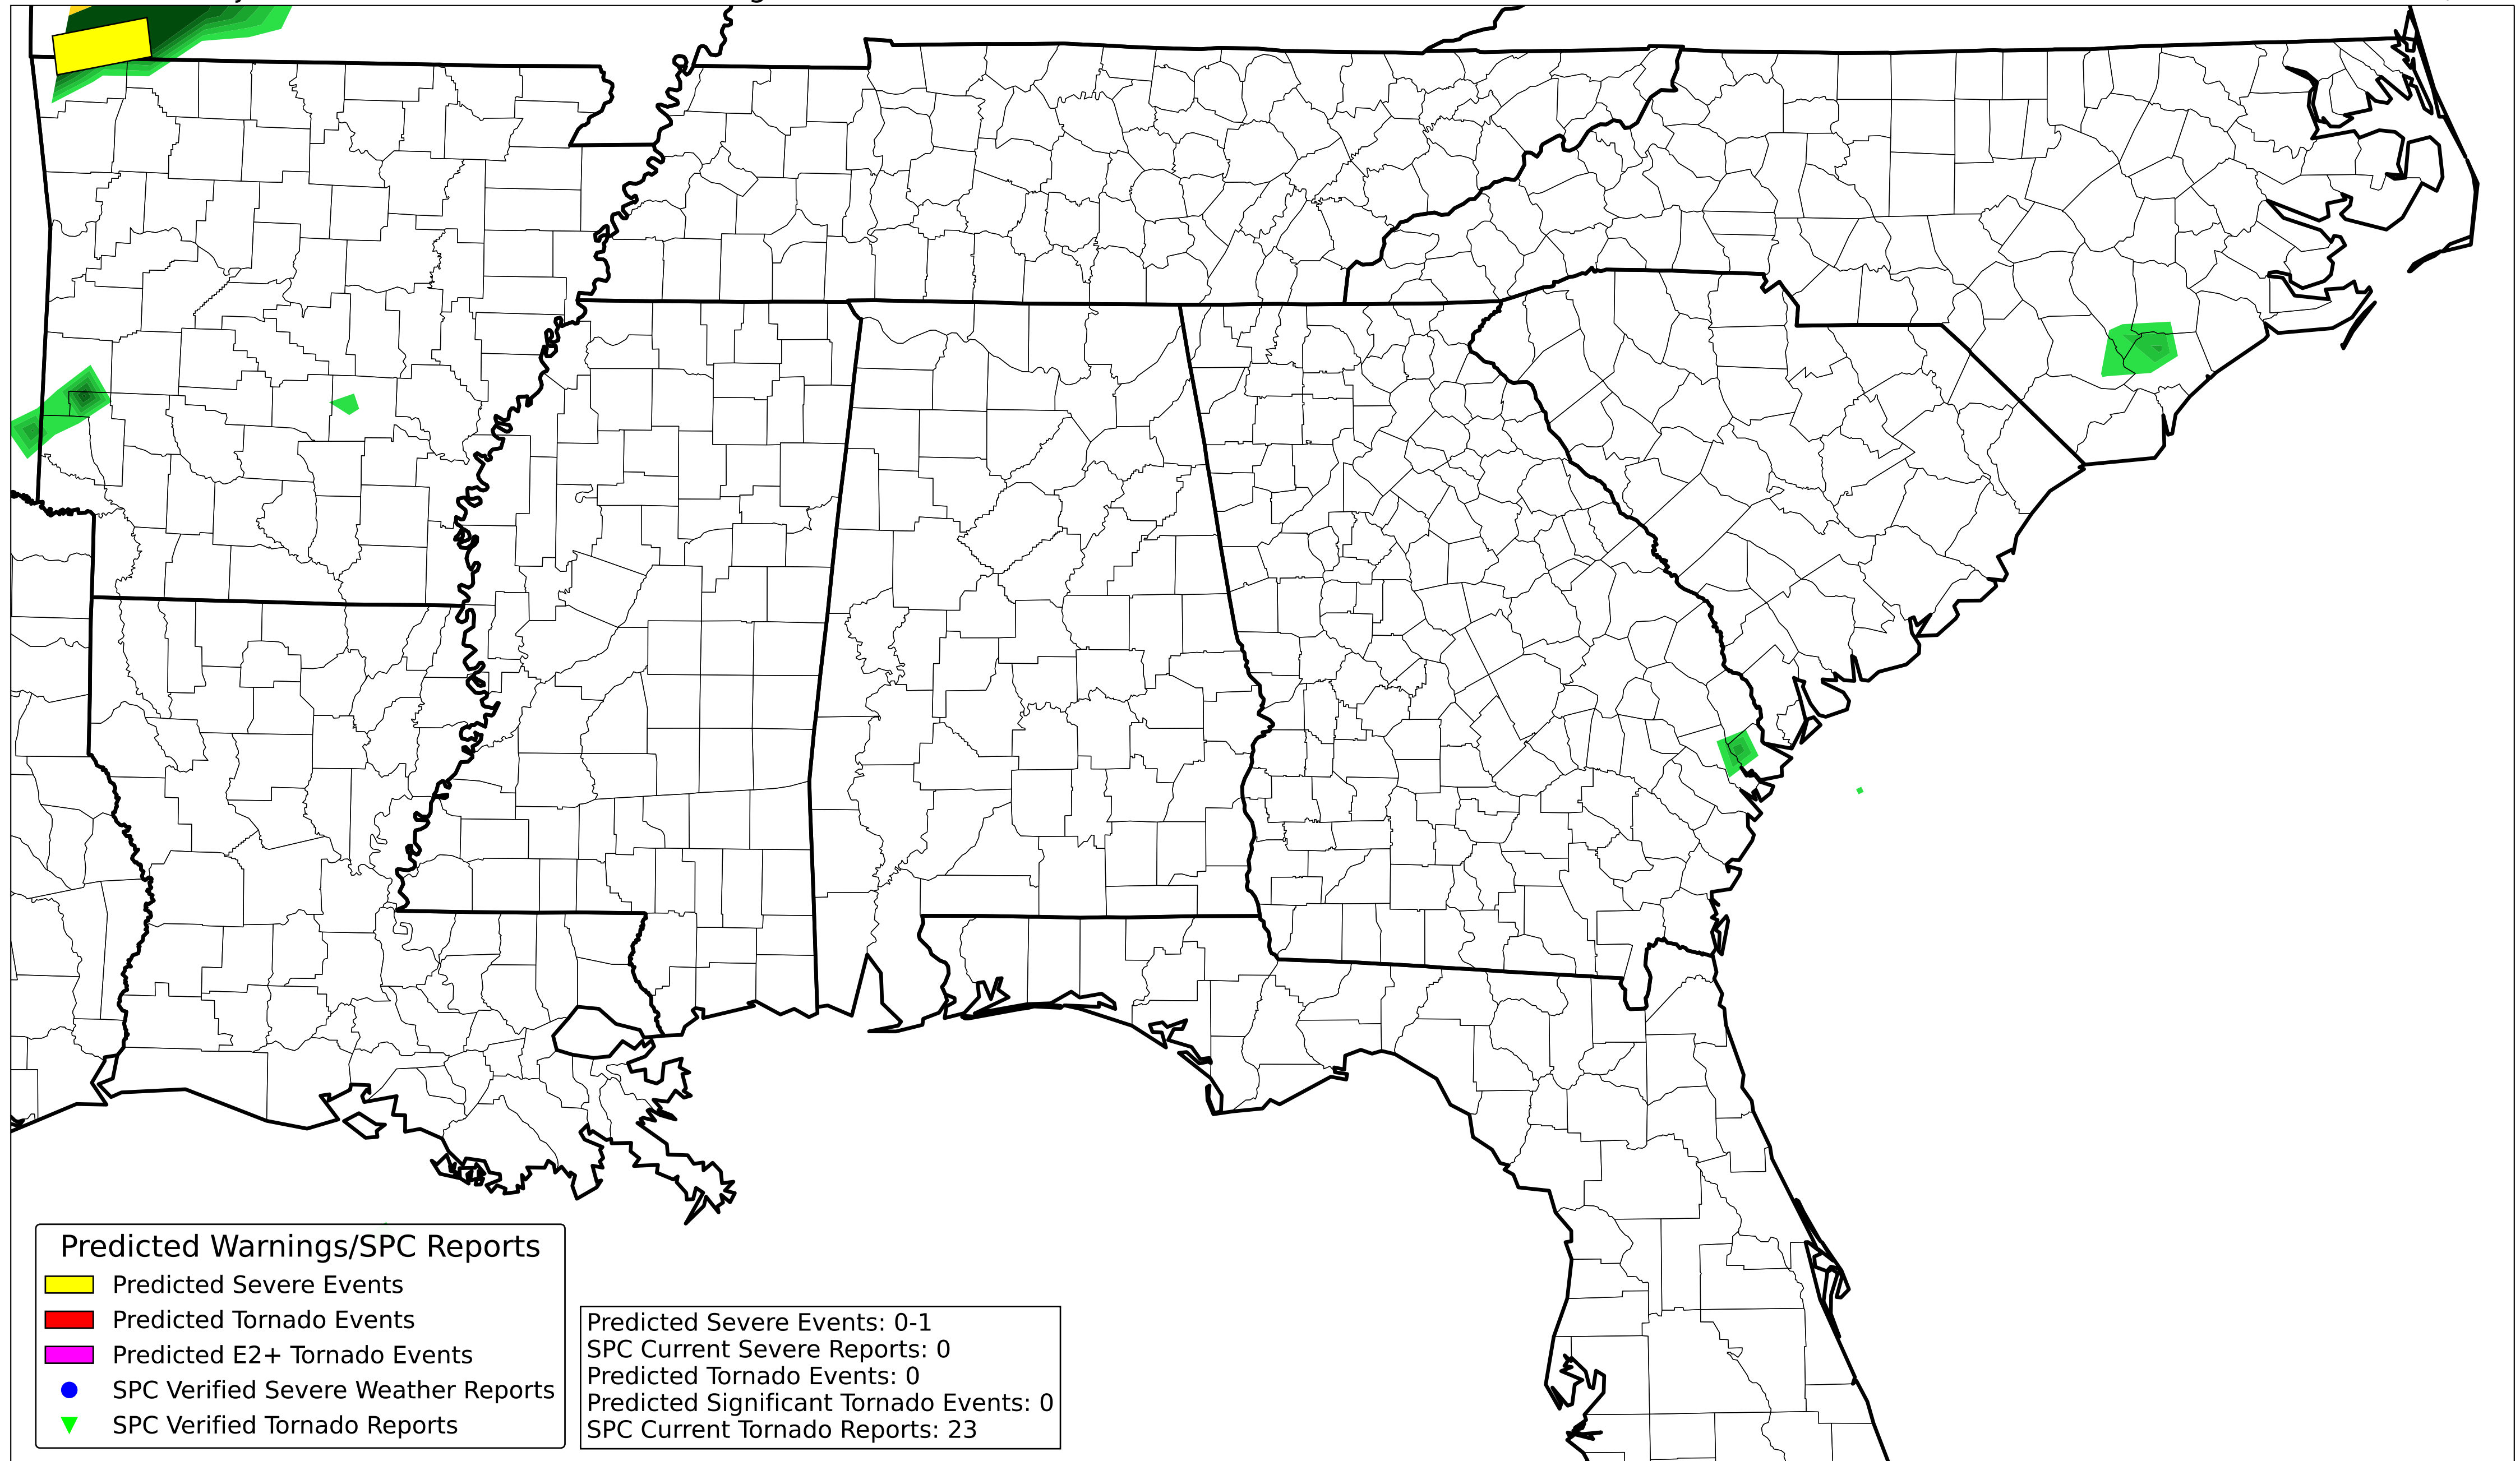 Predicted Warnings/SPC Reports
Predicted Severe Events
Predicted Tornado Events
Predicted E2+ Tornado Events
SPC Verified Severe Weather Reports
SPC Verified Tornado Reports
Predicted Severe Events: 0-1
SPC Current Severe Reports: 0
Predicted Tornado Events: 0
Predicted Significant Tornado Events: 0
SPC Current Tornado Reports: 23